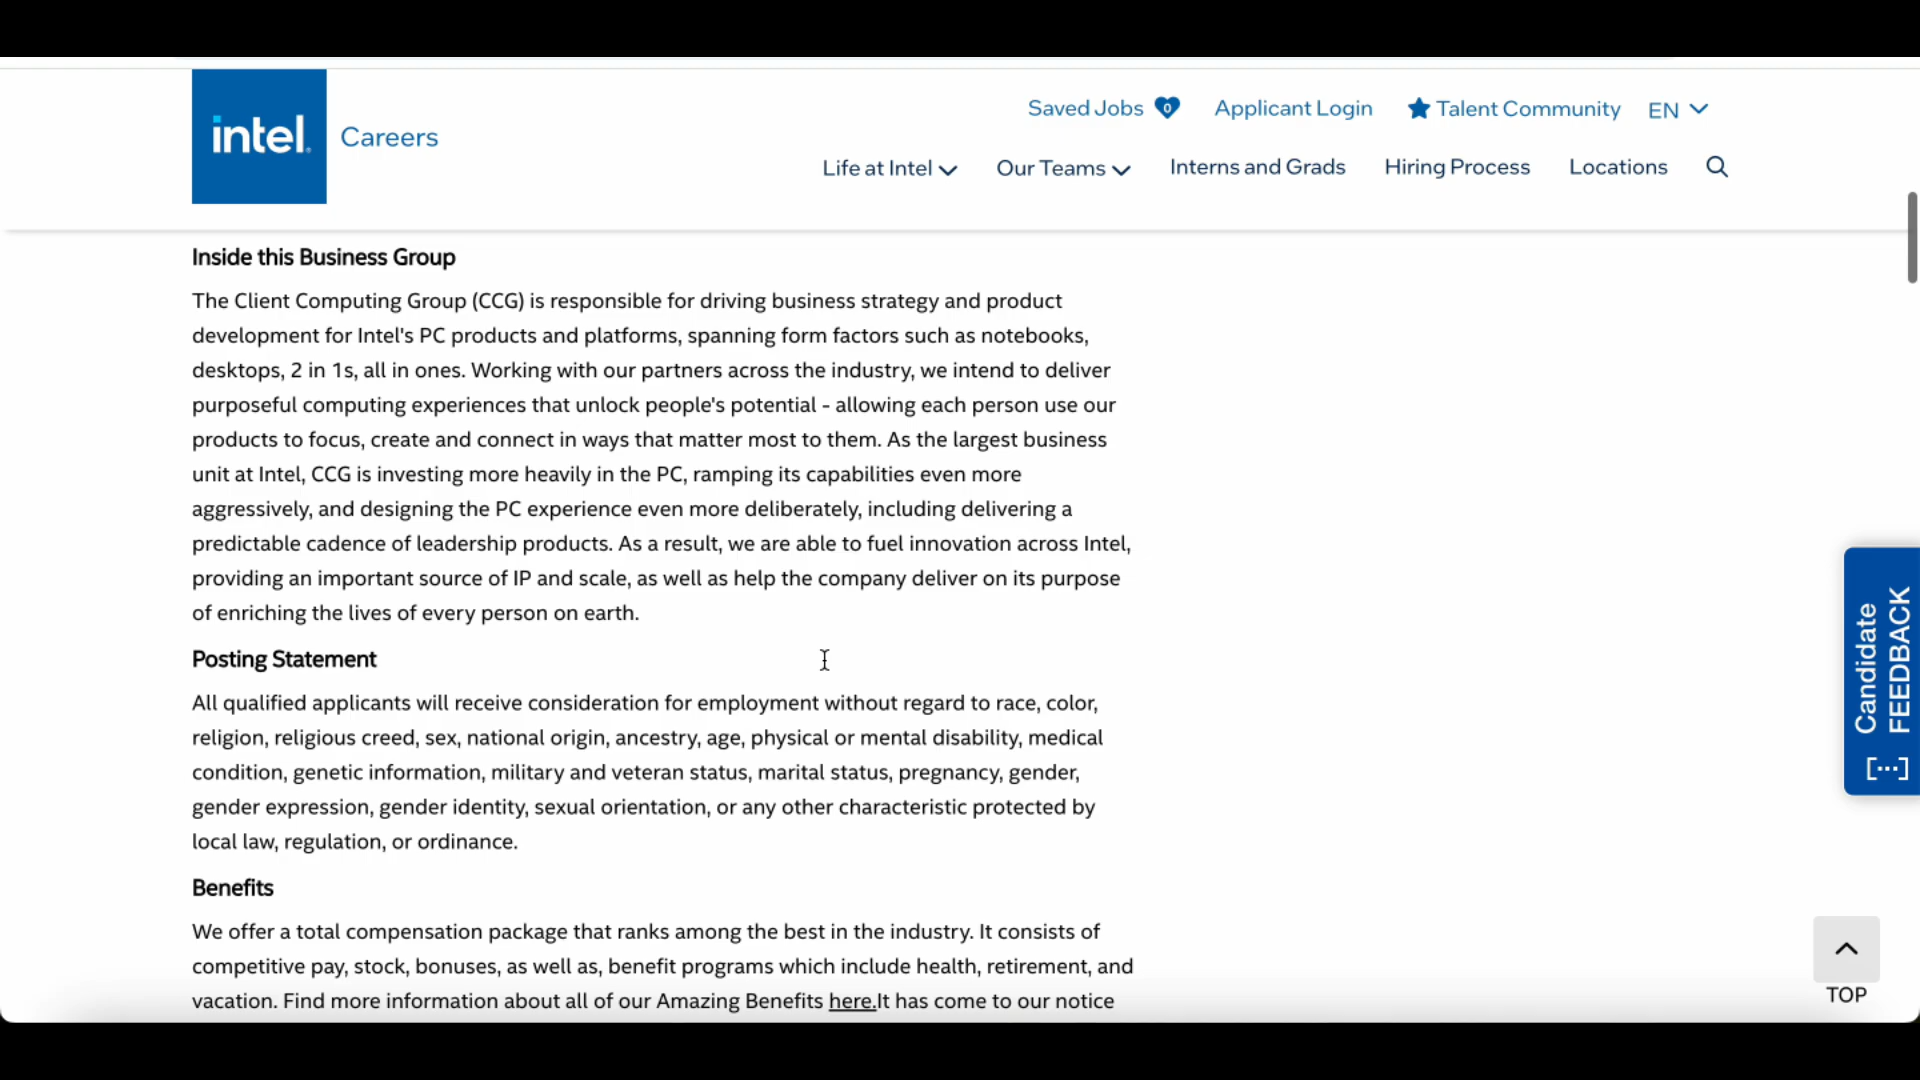 intel.
Careers
Saved Jobs 0 Applicant Login Talent Community EN
Life at Intel Our Teams Interns and Grads Hiring Process Locations
Inside this Business Group
The Client Computing Group (CCG) is responsible for driving business strategy and product
development for Intel's PC products and platforms, spanning form factors such as notebooks,
desktops, 2 in 1s, all in ones. Working with our partners across the industry, we intend to deliver
purposeful computing experiences that unlock people's potential - allowing each person use our
products to focus, create and connect in ways that matter most to them. As the largest business
unit at Intel, CCG is investing more heavily in the PC, ramping its capabilities even more
aggressively, and designing the PC experience even more deliberately, including delivering a
predictable cadence of leadership products. As a result, we are able to fuel innovation across Intel,
providing an important source of IP and scale, as well as help the company deliver on its purpose
of enriching the lives of every person on earth.
Posting Statement
All qualified applicants will receive consideration for employment without regard to race, color,
religion, religious creed, sex, national origin, ancestry, age, physical or mental disability, medical
condition, genetic information, military and veteran status, marital status, pregnancy, gender,
gender expression, gender identity, sexual orientation, or any other characteristic protected by
local law, regulation, or ordinance.
Benefits
We offer a total compensation package that ranks among the best in the industry. It consists of
competitive pay, stock, bonuses, as well as, benefit programs which include health, retirement, and
vacation. Find more information about all of our Amazing Benefits here.It has come to our notice
Candidate
FEEDBACK
[...]
TOP